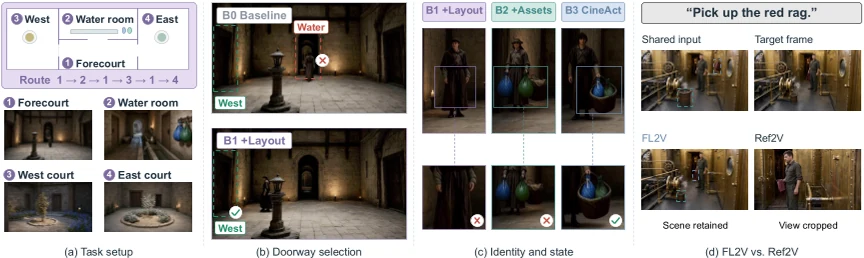 3 West
2 Water room
4 East
1 Forecourt
Route 1 → 2 → 1 → 3 → 1 → 4
1 Forecourt
2 Water room
3 West court
4 East court
(a) Task setup
B0 Baseline
Water
West
B1 +Layout
West
(b) Doorway selection
B1 +Layout
B2 +Assets
B3 CineAct
(c) Identity and state
“Pick up the red rag.”
Shared input
Target frame
FL2V
Ref2V
Scene retained
View cropped
(d) FL2V vs. Ref2V